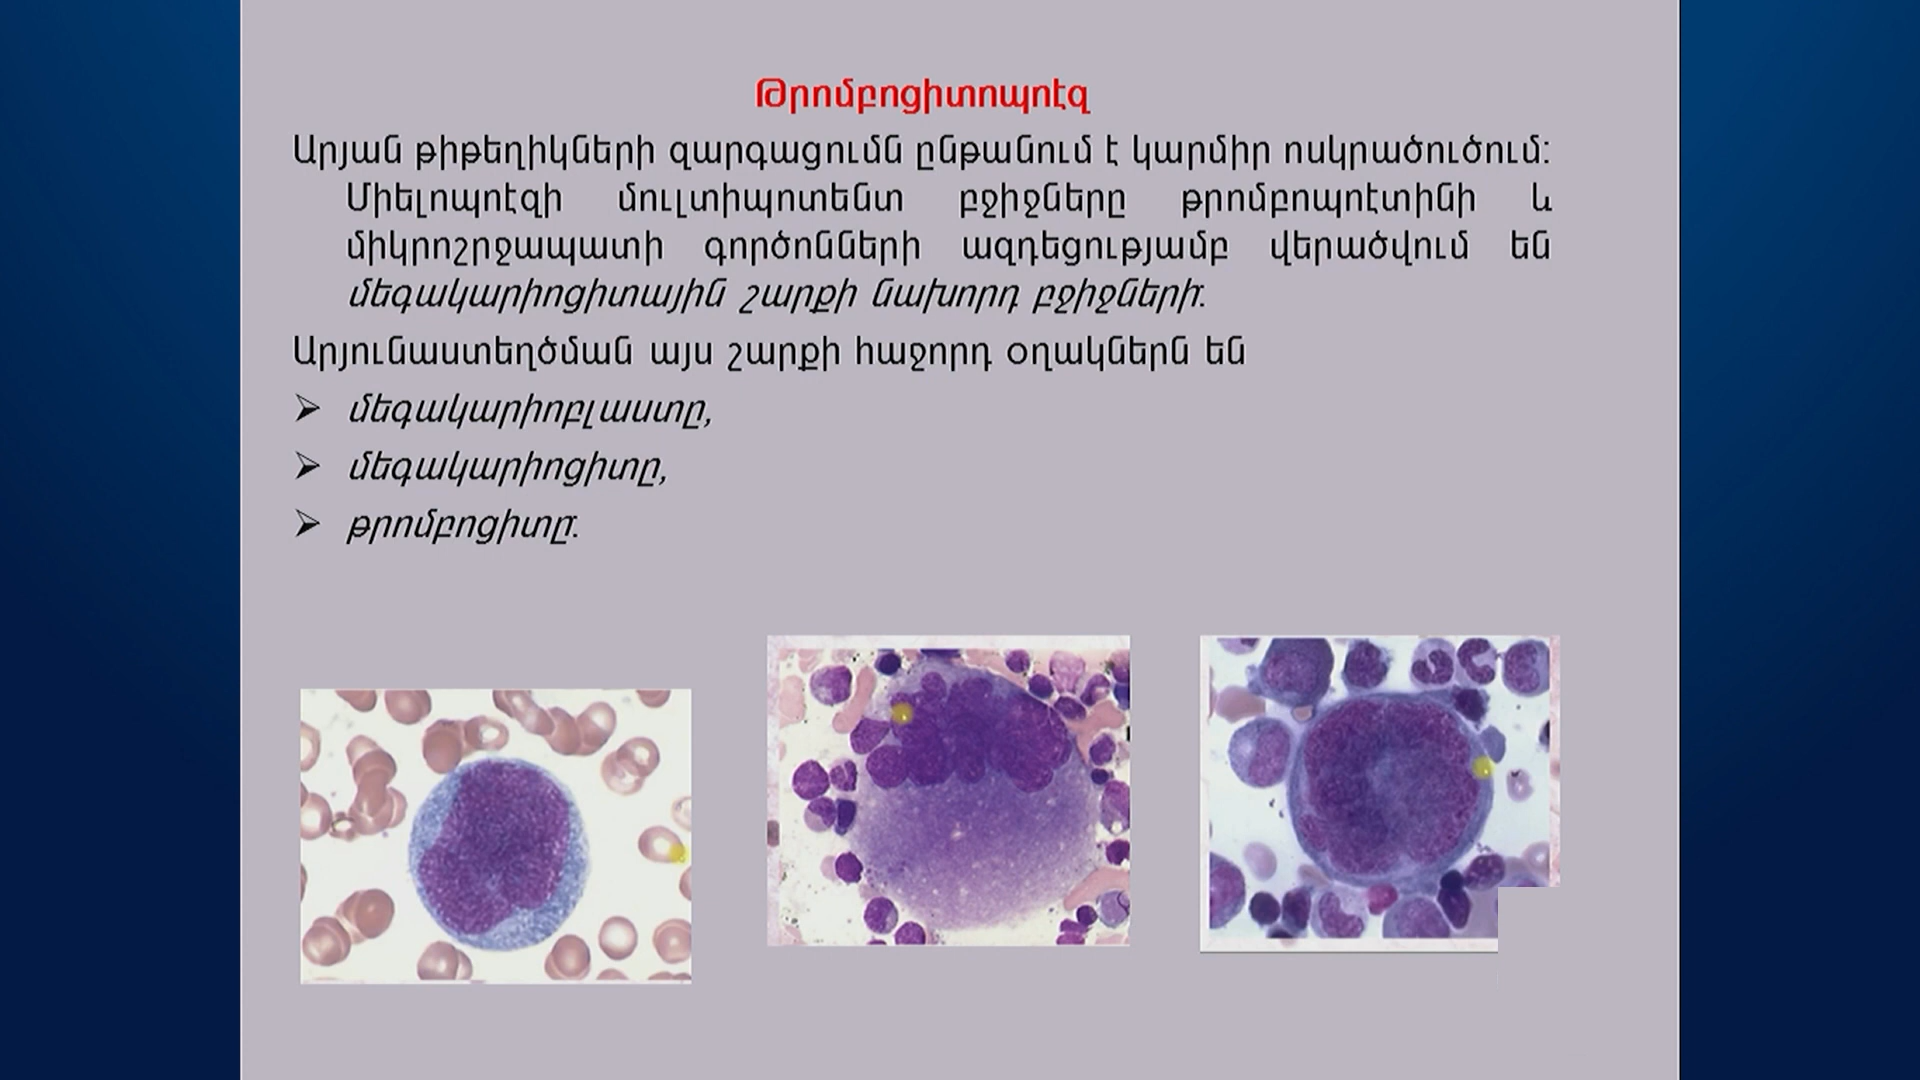 Թրոմբոցիտոպոէզ
Արյան թիթեղիկների զարգացումն ընթանում է կարմիր ոսկրածուծում:
Միելոպոէզի մուլտիպոտենտ բջիջները թրոմբոպոէտինի և
միկրոշրջապատի գործոնների ազդեցությամբ վերածվում են
մեգակարիոցիտային շարքի նախորդ բջիջների:
Արյունաստեղծման այս շարքի հաջորդ օղակներն են
➢ մեգակարիոբլաստը,
➢ մեգակարիոցիտը,
➢ թրոմբոցիտը: